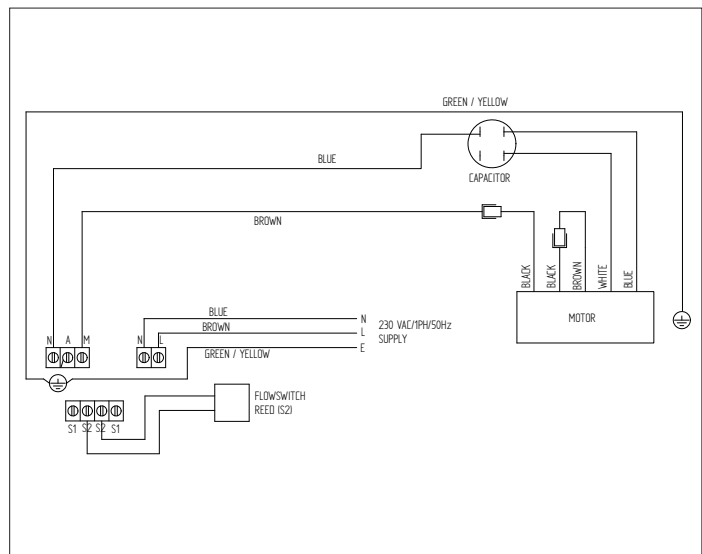 GREEN / YELLOW
BLUE
CAPACITOR
BROWN
BLACK
BLACK
BROWN
WHITE
BLUE
MOTOR
N A M
N L
BLUE
BROWN
GREEN / YELLOW
N
L
E
230 VAC/1PH/50Hz
SUPPLY
FLOWSWITCH
REED (S2)
S1 S2 S2 S1